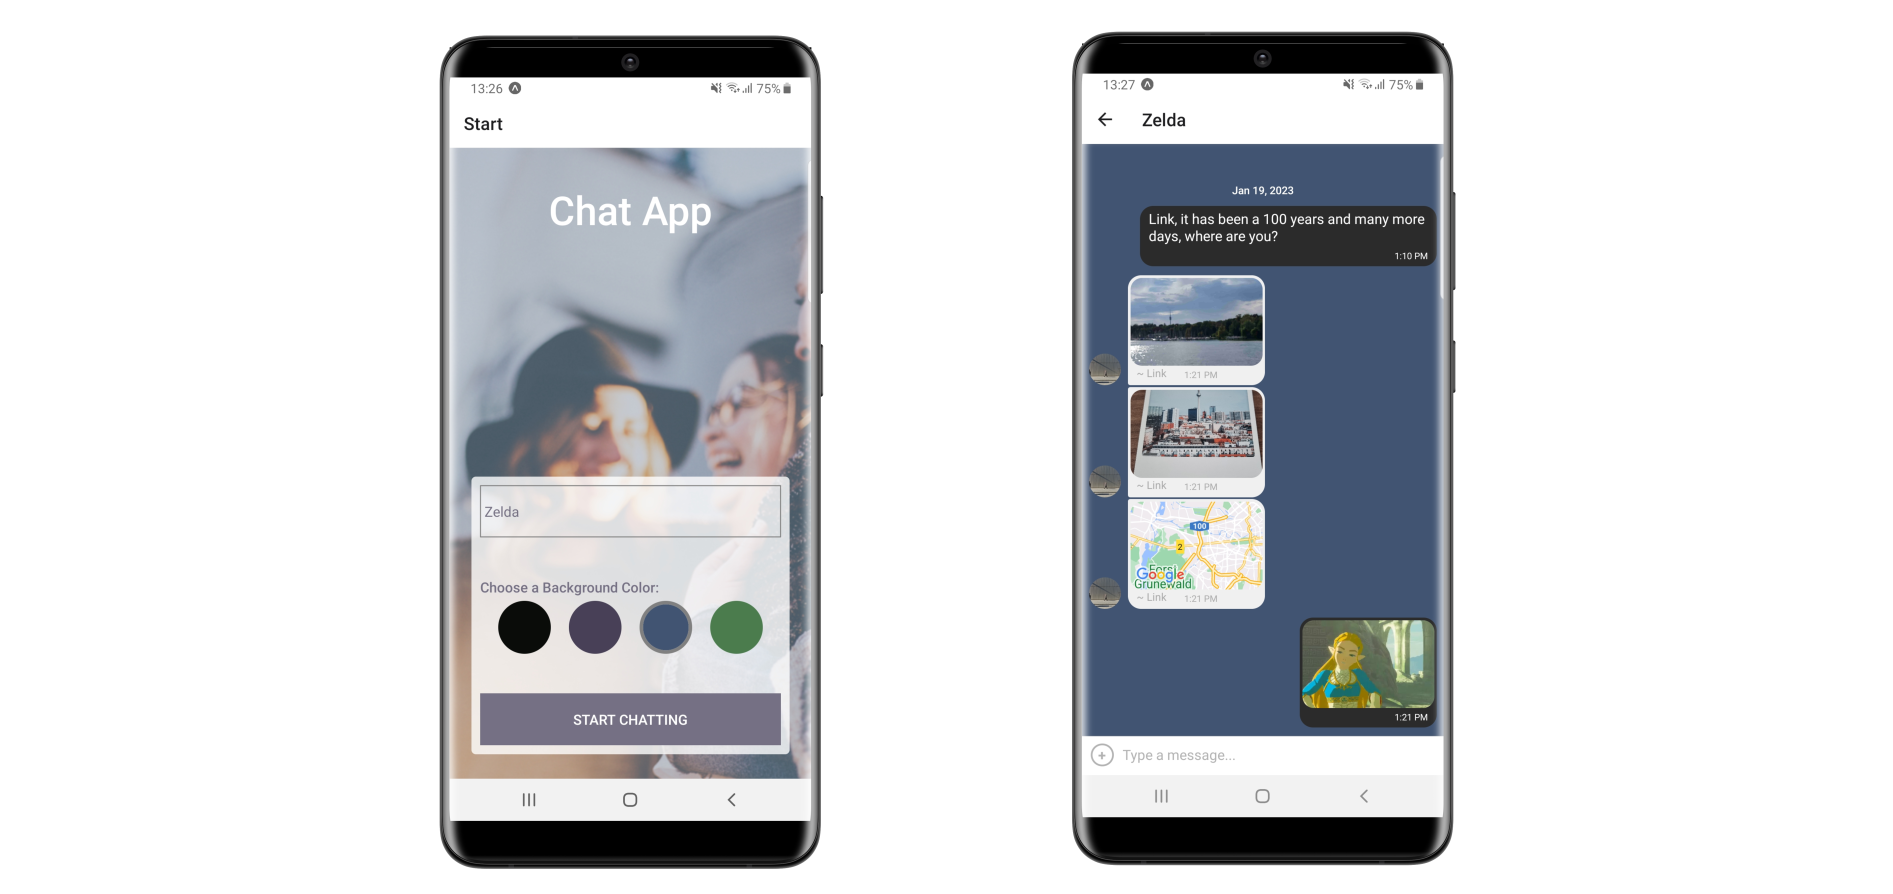 13:26
75%
Start
Chat App
Zelda
Choose a Background Color:
START CHATTING
13:27
75%
Zelda
Jan 19, 2023
Link, it has been a 100 years and many more
days, where are you?
1:10 PM
~ Link 1:21 PM
~ Link 1:21 PM
100
2
Fors
Google
Grunewald
~ Link 1:21 PM
1:21 PM
Type a message...